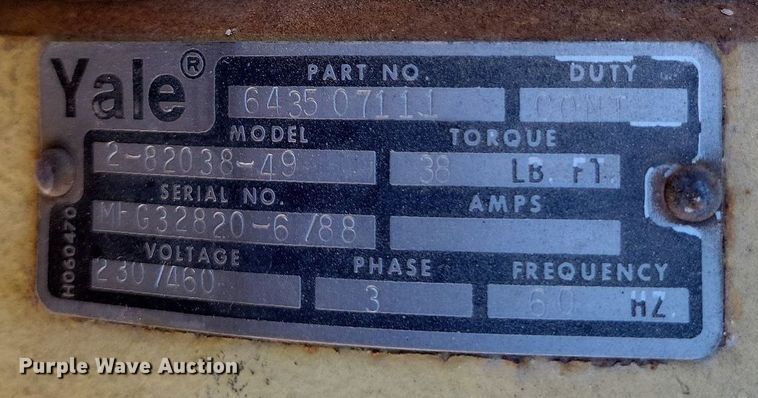 Yale®
PART NO. DUTY
6435 07111 CONT
MODEL TORQUE
2-82038-49 38 LB. FT.
SERIAL NO. AMPS
MFG32820-6/88
VOLTAGE PHASE FREQUENCY
230/460 3 60 HZ.
H060470
Purple Wave Auction